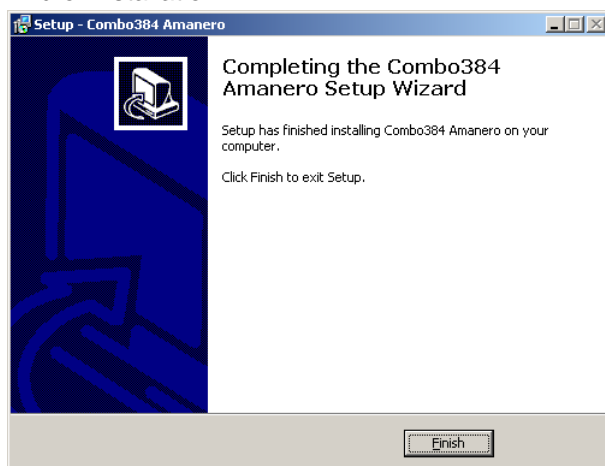 Setup - Combo384 Amanero
Completing the Combo384
Amanero Setup Wizard
Setup has finished installing Combo384 Amanero on your
computer.
Click Finish to exit Setup.
Finish